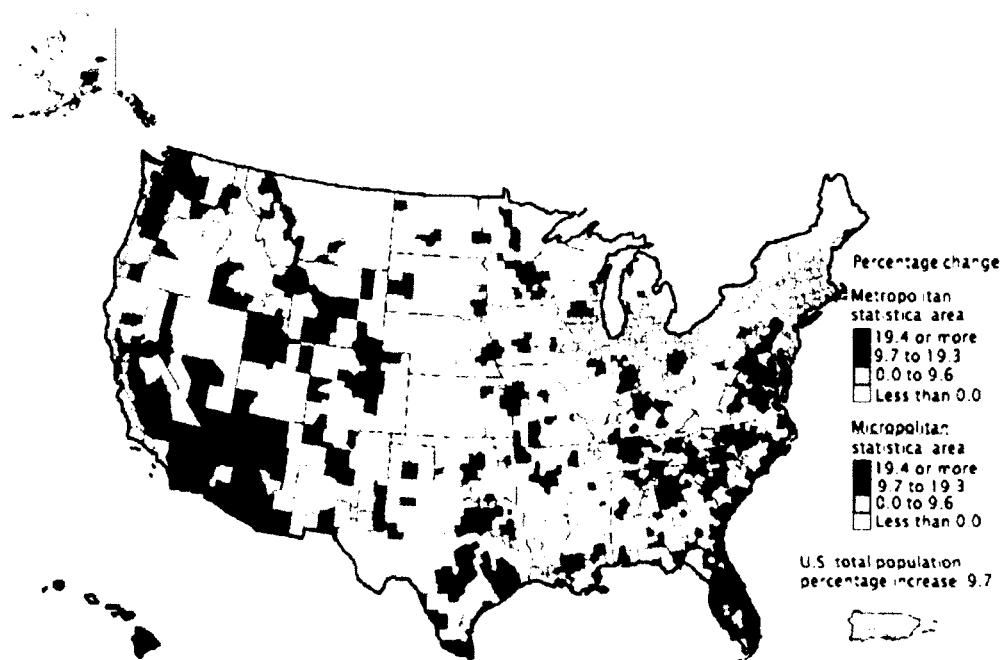 Percentage change
Metropolitan
statistical area
19.4 or more
9.7 to 19.3
0.0 to 9.6
Less than 0.0
Micropolitan
statistical area
19.4 or more
9.7 to 19.3
0.0 to 9.6
Less than 0.0
U.S. total population
percentage increase 9.7